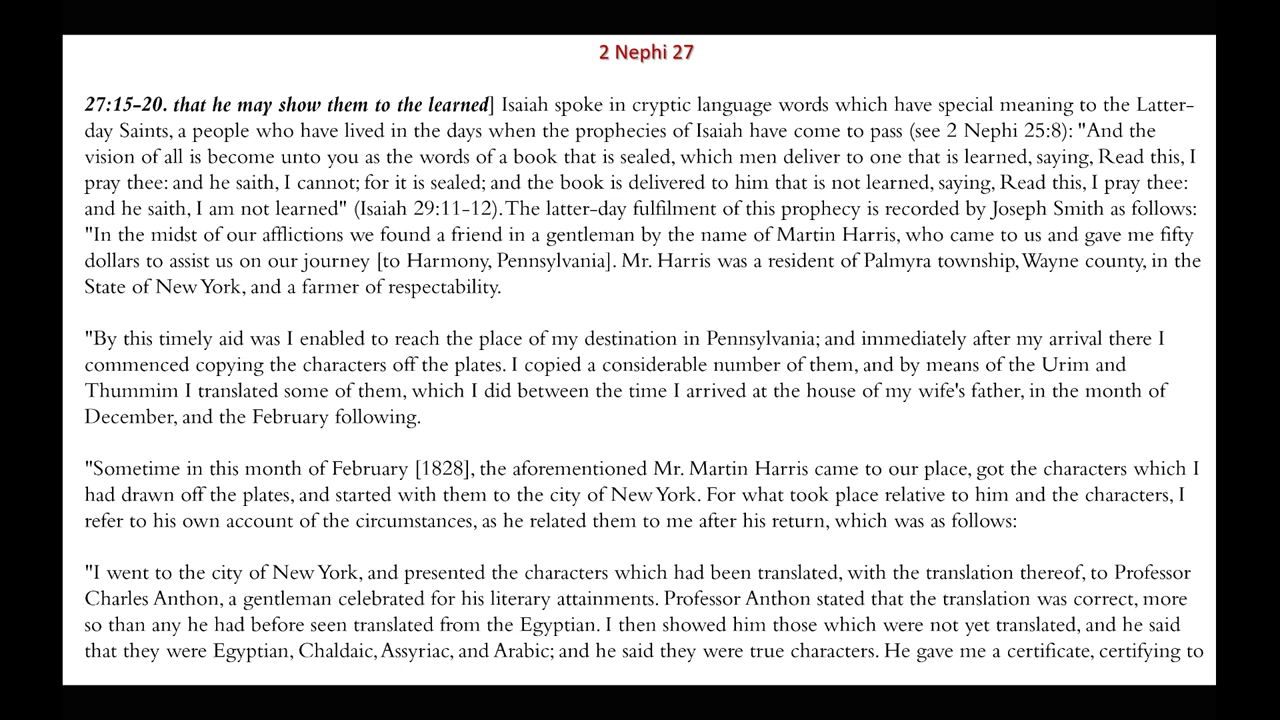 2 Nephi 27
27:15-20. that he may show them to the learned] Isaiah spoke in cryptic language words which have special meaning to the Latter-
day Saints, a people who have lived in the days when the prophecies of Isaiah have come to pass (see 2 Nephi 25:8): "And the
vision of all is become unto you as the words of a book that is sealed, which men deliver to one that is learned, saying, Read this, I
pray thee: and he saith, I cannot; for it is sealed; and the book is delivered to him that is not learned, saying, Read this, I pray thee:
and he saith, I am not learned" (Isaiah 29:11-12). The latter-day fulfilment of this prophecy is recorded by Joseph Smith as follows:
"In the midst of our afflictions we found a friend in a gentleman by the name of Martin Harris, who came to us and gave me fifty
dollars to assist us on our journey [to Harmony, Pennsylvania]. Mr. Harris was a resident of Palmyra township, Wayne county, in the
State of New York, and a farmer of respectability.
"By this timely aid was I enabled to reach the place of my destination in Pennsylvania; and immediately after my arrival there I
commenced copying the characters off the plates. I copied a considerable number of them, and by means of the Urim and
Thummim I translated some of them, which I did between the time I arrived at the house of my wife's father, in the month of
December, and the February following.
"Sometime in this month of February [1828], the aforementioned Mr. Martin Harris came to our place, got the characters which I
had drawn off the plates, and started with them to the city of New York. For what took place relative to him and the characters, I
refer to his own account of the circumstances, as he related them to me after his return, which was as follows:
"I went to the city of New York, and presented the characters which had been translated, with the translation thereof, to Professor
Charles Anthon, a gentleman celebrated for his literary attainments. Professor Anthon stated that the translation was correct, more
so than any he had before seen translated from the Egyptian. I then showed him those which were not yet translated, and he said
that they were Egyptian, Chaldaic, Assyriac, and Arabic; and he said they were true characters. He gave me a certificate, certifying to